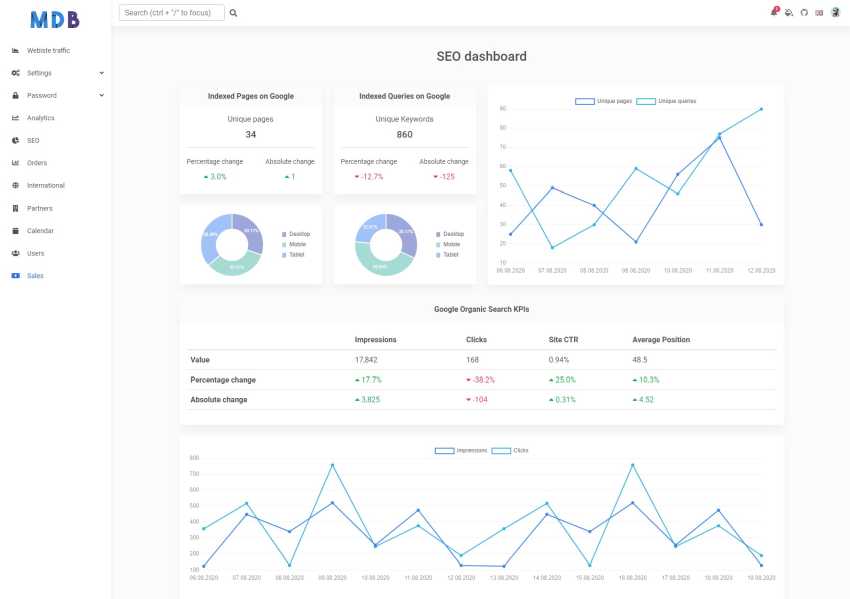 MDB
Search (ctrl + "/" to focus)
Webiste traffic
Settings
Password
Analytics
SEO
Orders
International
Partners
Calendar
Users
Sales
SEO dashboard
Indexed Pages on Google
Unique pages
34
Percentage change
Absolute change
3.0%
1
Indexed Queries on Google
Unique Keywords
860
Percentage change
Absolute change
-12.7%
-125
Desktop
Mobile
Tablet
Desktop
Mobile
Tablet
Unique pages Unique queries
90
80
70
60
50
40
30
20
10
06.08.2020 07.08.2020 08.08.2020 09.08.2020 10.08.2020 11.08.2020 12.08.2020
Google Organic Search KPIs
Impressions Clicks Site CTR Average Position
Value 17,842 168 0.94% 48.5
Percentage change 17.7% -38.2% 25.0% 10.3%
Absolute change 3,825 -104 0.31% 4.52
Impressions Clicks
800
700
600
500
400
300
200
100
06.08.2020 07.08.2020 08.08.2020 09.08.2020 10.08.2020 11.08.2020 12.08.2020 13.08.2020 14.08.2020 15.08.2020 16.08.2020 17.08.2020 18.08.2020 19.08.2020